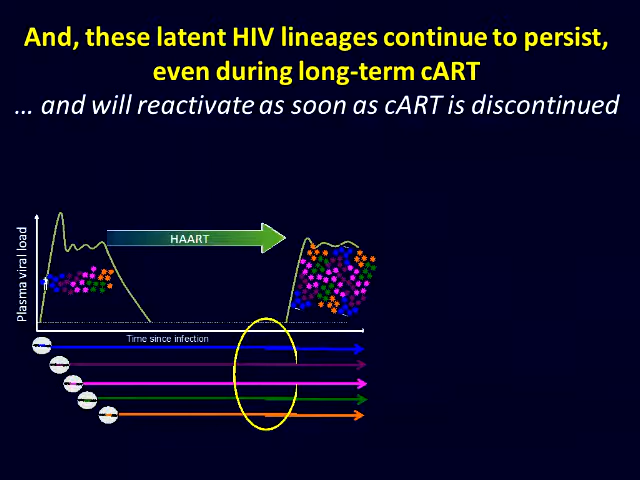 And, these latent HIV lineages continue to persist,
even during long-term cART
... and will reactivate as soon as cART is discontinued
HAART
Plasma viral load
Time since infection